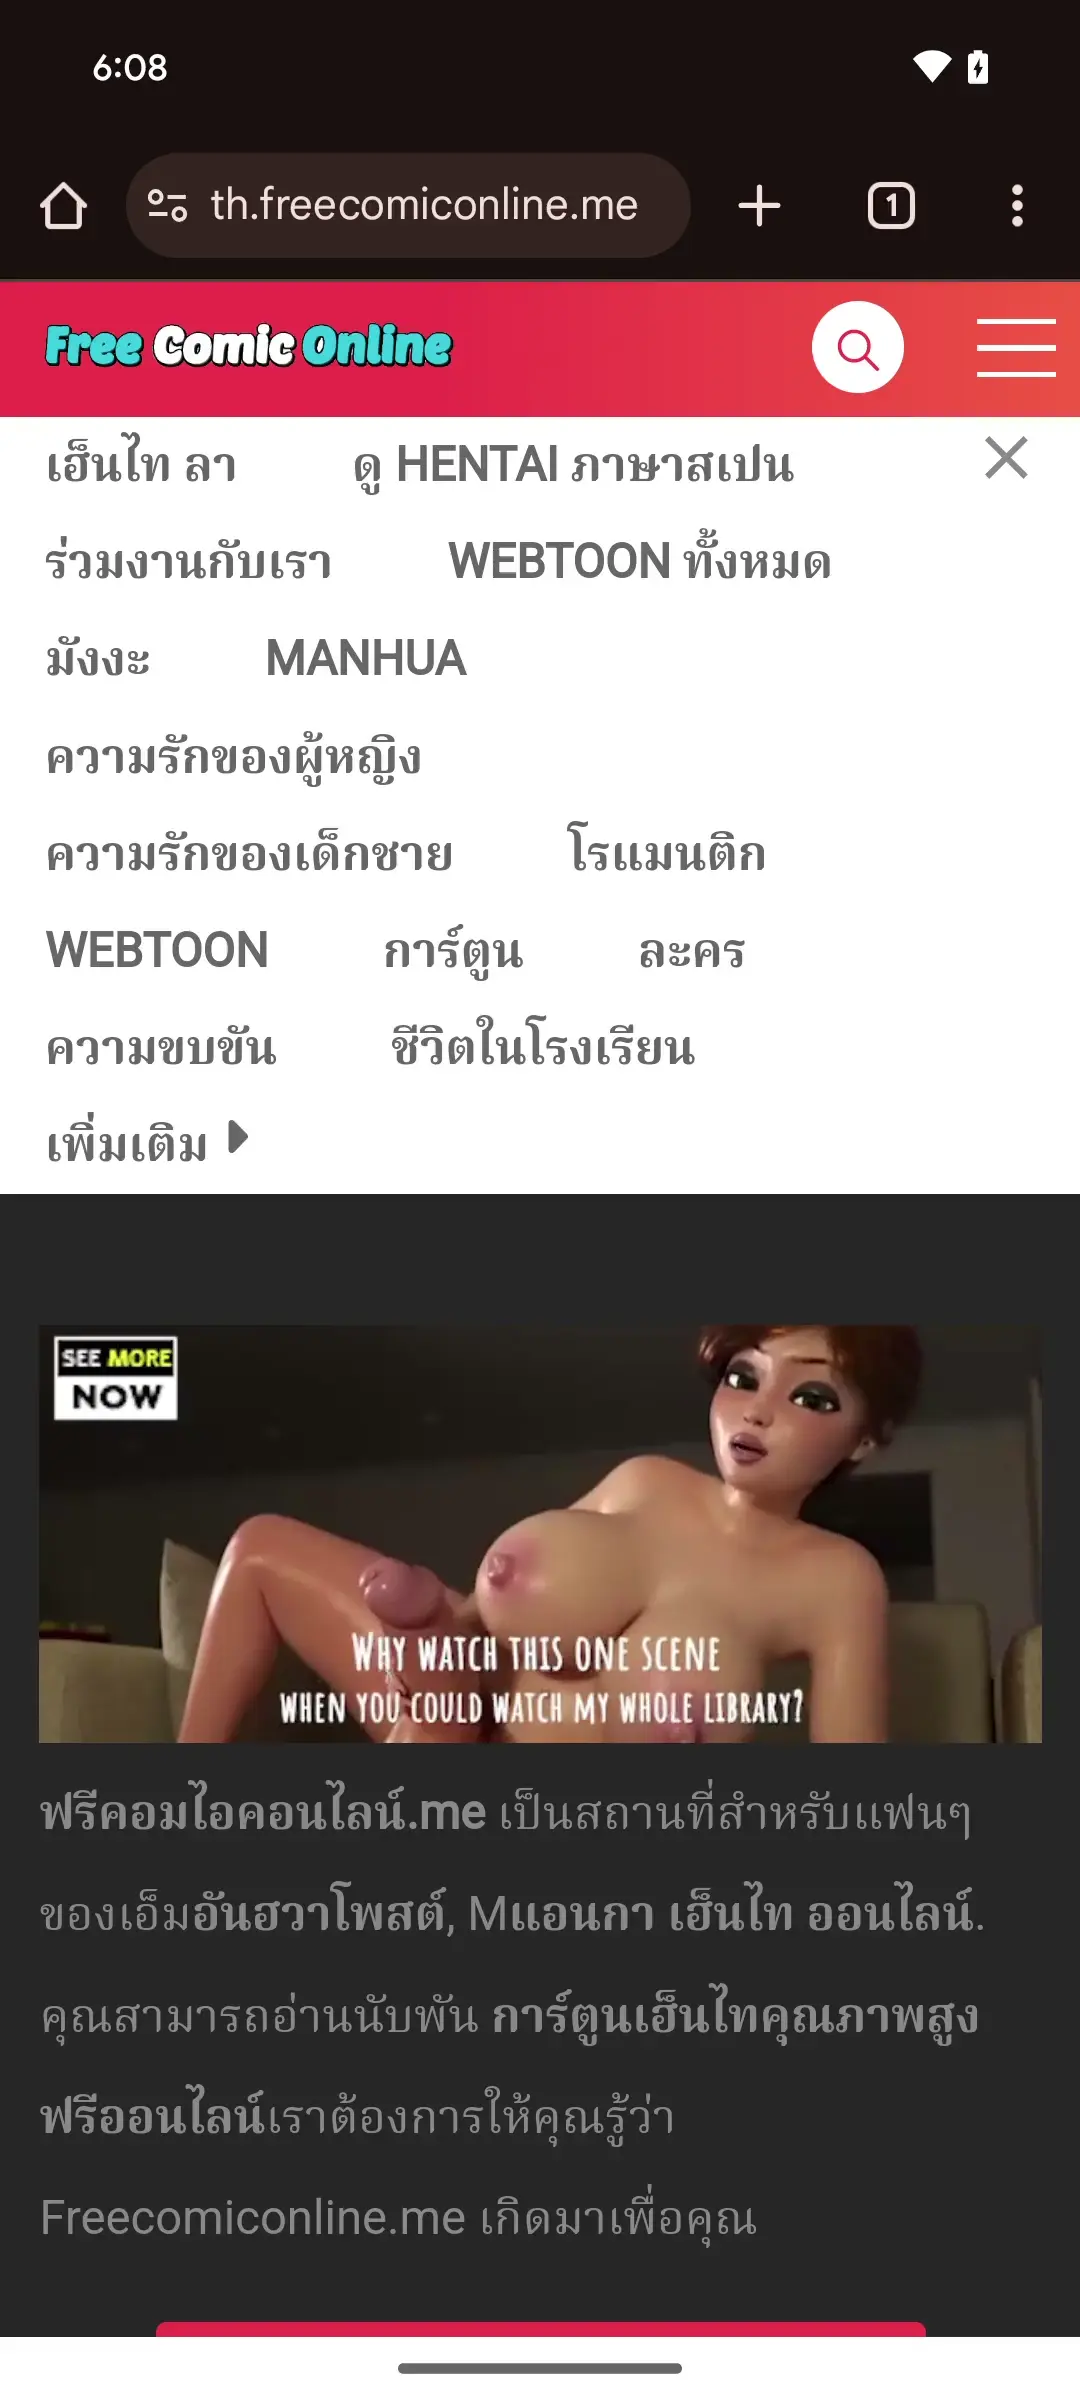 6:08
th.freecomiconline.me
1
Free Comic Online
เฮ็นไท ลา ดู HENTAI ภาษาสเปน
ร่วมงานกับเรา WEBTOON ทั้งหมด
มังงะ MANHUA
ความรักของผู้หญิง
ความรักของเด็กชาย โรแมนติก
WEBTOON การ์ตูน ละคร
ความขบขัน ชีวิตในโรงเรียน
เพิ่มเติม
SEE MORE
NOW
WHY WATCH THIS ONE SCENE
WHEN YOU COULD WATCH MY WHOLE LIBRARY?
ฟรีคอมไอคอนไลน์.me เป็นสถานที่สำหรับแฟนๆ
ของเอ็มอันฮวาโพสต์, Mแอนกา เฮ็นไท ออนไลน์.
คุณสามารถอ่านนับพัน การ์ตูนเฮ็นไทคุณภาพสูง
ฟรีออนไลน์เราต้องการให้คุณรู้ว่า
Freecomiconline.me เกิดมาเพื่อคุณ